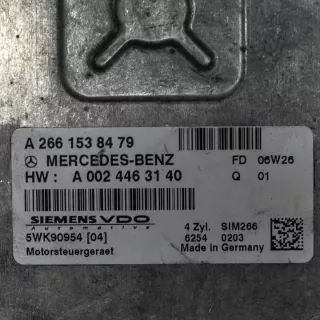 A 266 153 84 79
MERCEDES-BENZ FD 06W26
HW : A 002 446 31 40 Q 01
SIEMENS VDO 4 Zyl. SIM266
Automotive 6254 0203
5WK90954 [04] Made in Germany
Motorsteuergeraet